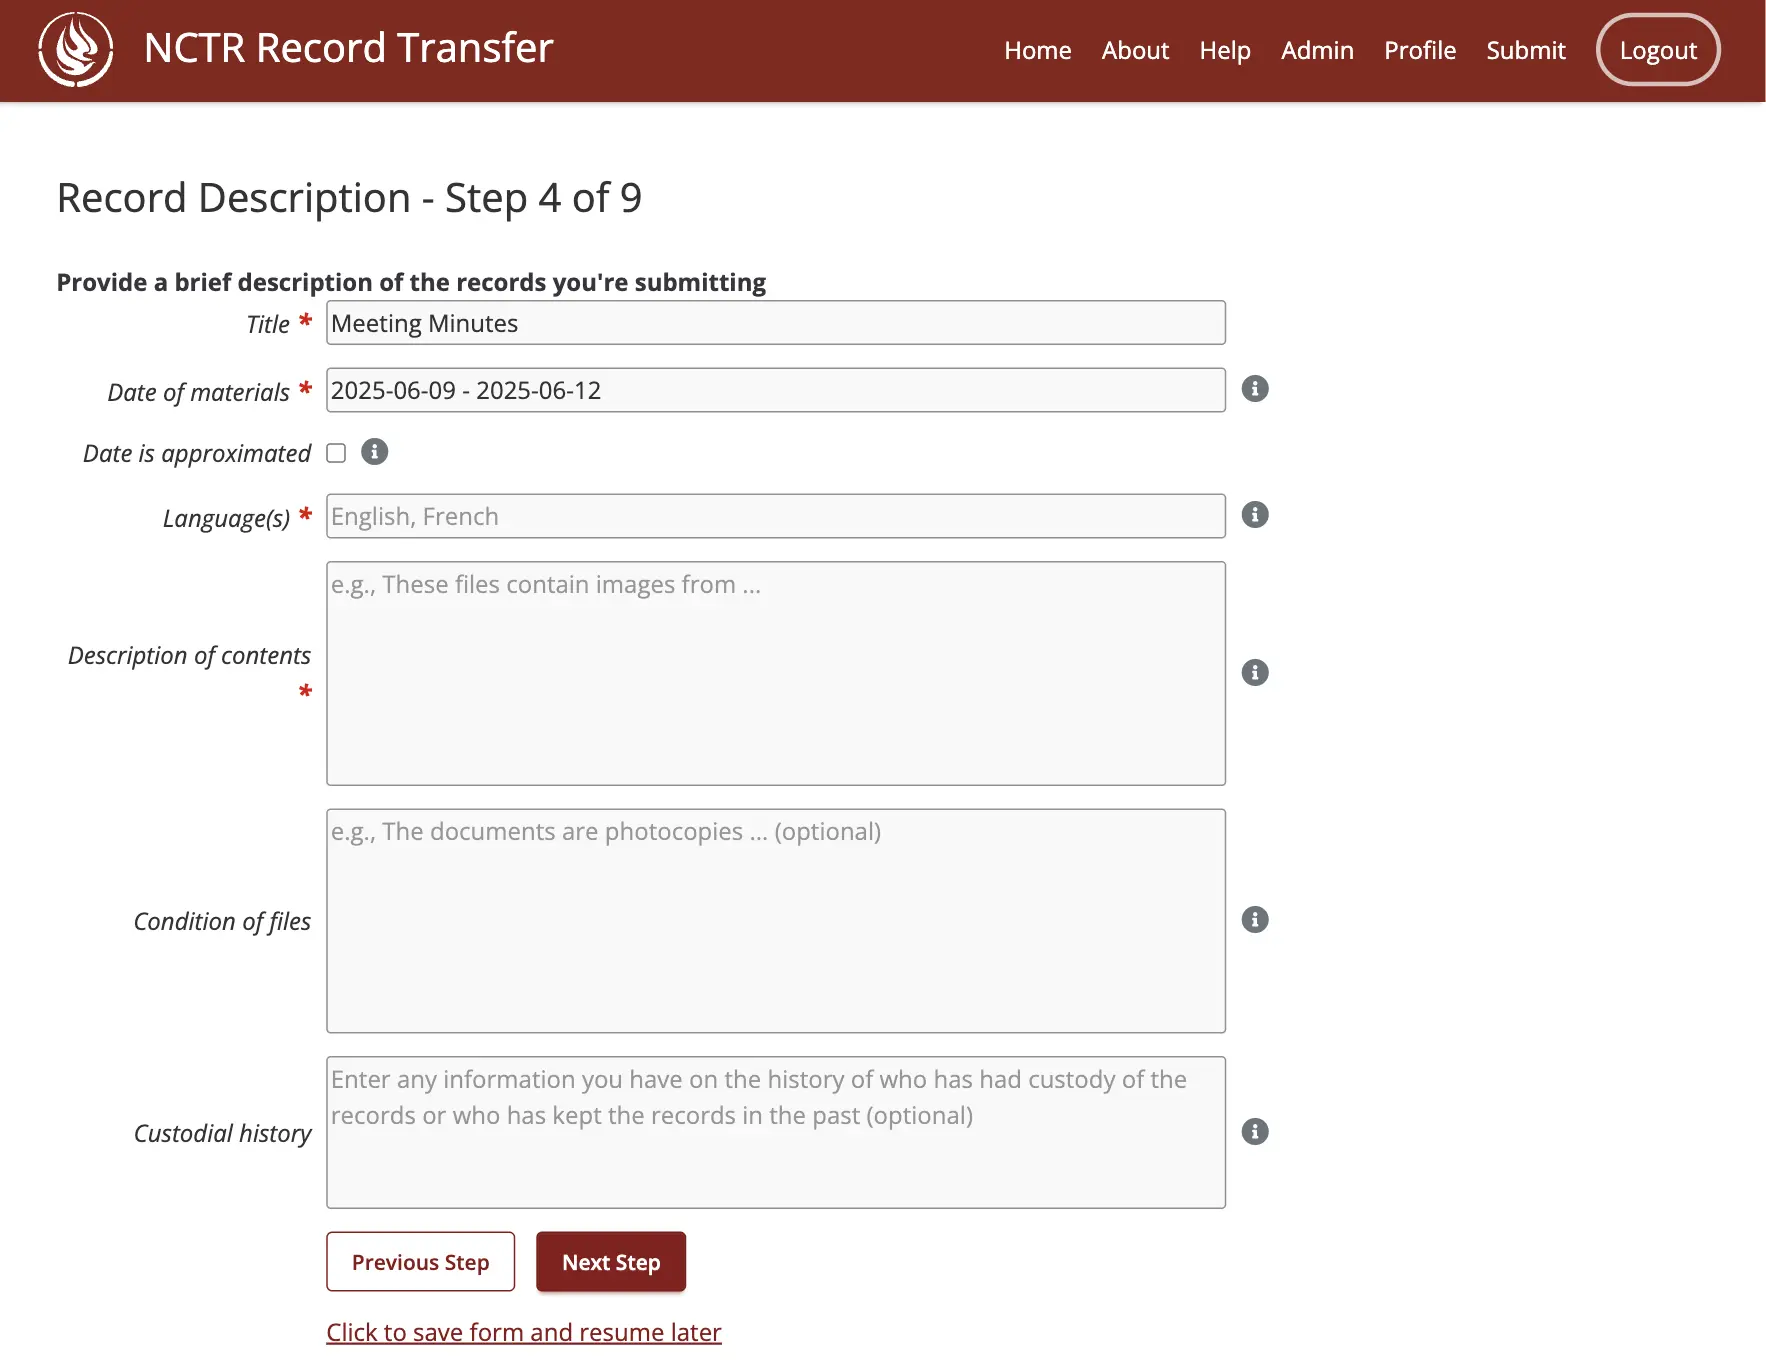 NCTR Record Transfer
Home About Help Admin Profile Submit Logout
Record Description - Step 4 of 9
Provide a brief description of the records you're submitting
Title * Meeting Minutes
Date of materials * 2025-06-09 - 2025-06-12
Date is approximated
Language(s) * English, French
e.g., These files contain images from ...
Description of contents
*
e.g., The documents are photocopies ... (optional)
Condition of files
Enter any information you have on the history of who has had custody of the
records or who has kept the records in the past (optional)
Custodial history
Previous Step Next Step
Click to save form and resume later